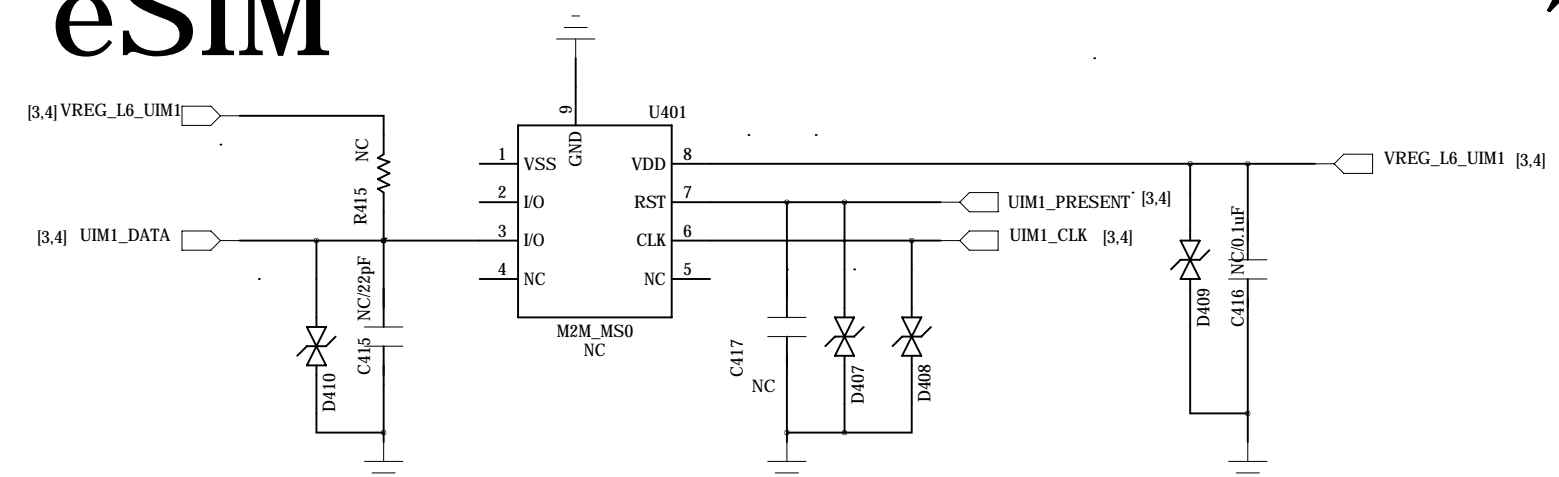 eSIM
[3,4] VREG_L6_UIM1
NC
R415
[3,4] UIM1_DATA
NC/22pF
C415
D410
U401
9
GND
1 VSS
2 I/O
3 I/O
4 NC
VDD 8
RST 7
CLK 6
NC 5
M2M_MS0
NC
VREG_L6_UIM1 [3,4]
UIM1_PRESENT [3,4]
UIM1_CLK [3,4]
C417
NC
D407
D408
D409
NC/0.1uF
C416